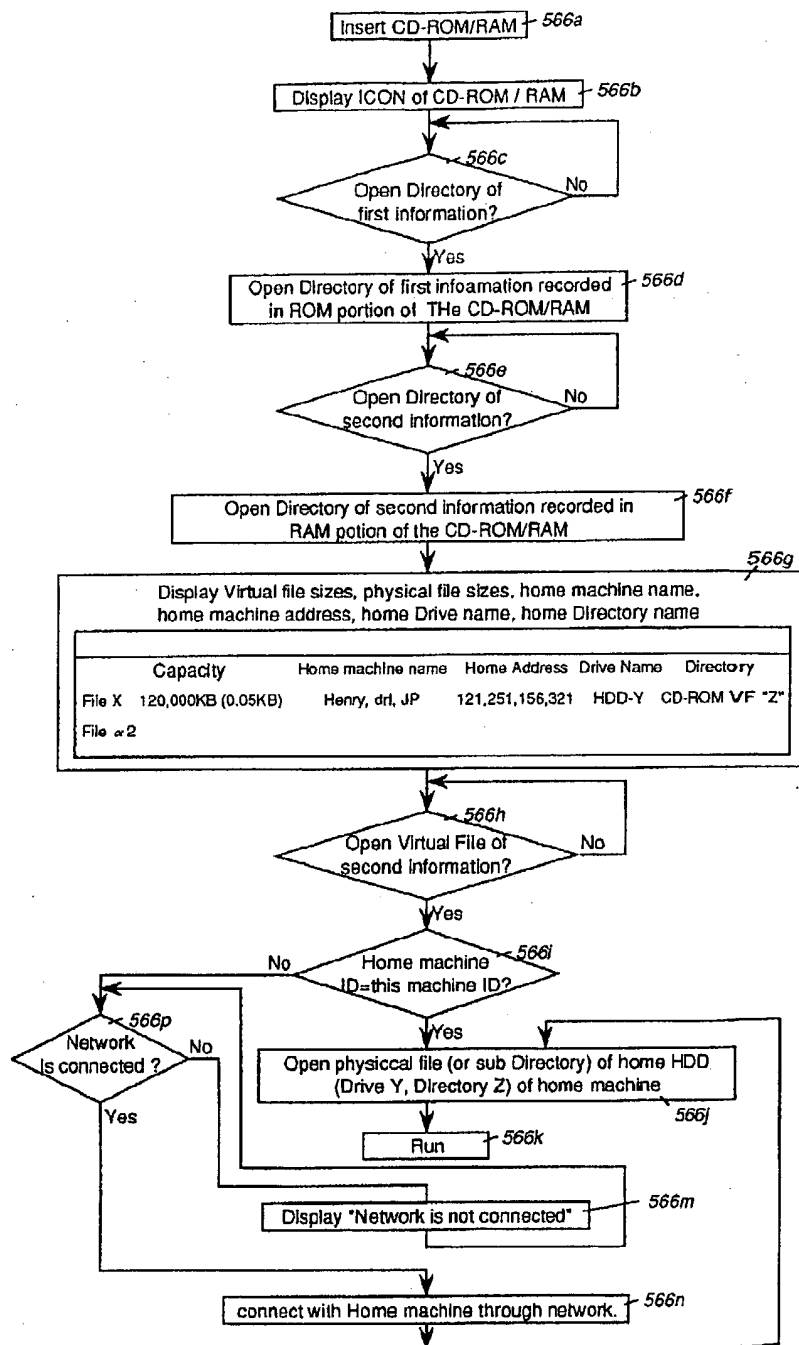 Insert CD-ROM/RAM
566a
Display ICON of CD-ROM / RAM
566b
566c
Open Directory of
first information?
No
Yes
Open Directory of first infoamation recorded
in ROM portion of THe CD-ROM/RAM
566d
566e
Open Directory of
second information?
No
Yes
Open Directory of second information recorded in
RAM potion of the CD-ROM/RAM
566f
566g
Display Virtual file sizes, physical file sizes, home machine name,
home machine address, home Drive name, home Directory name
Capacity Home machine name Home Address Drive Name Directory
File X 120,000KB (0.05KB) Henry, drl, JP 121,251,156,321 HDD-Y CD-ROM VF "Z"
File α2
566h
Open Virtual File of
second information?
No
Yes
566i
Home machine
ID=this machine ID?
No
Yes
566p
Network
is connected ?
No
Yes
Open physiccal file (or sub Directory) of home HDD
(Drive Y, Directory Z) of home machine
566j
Run
566k
Display "Network is not connected"
566m
connect with Home machine through network.
566n